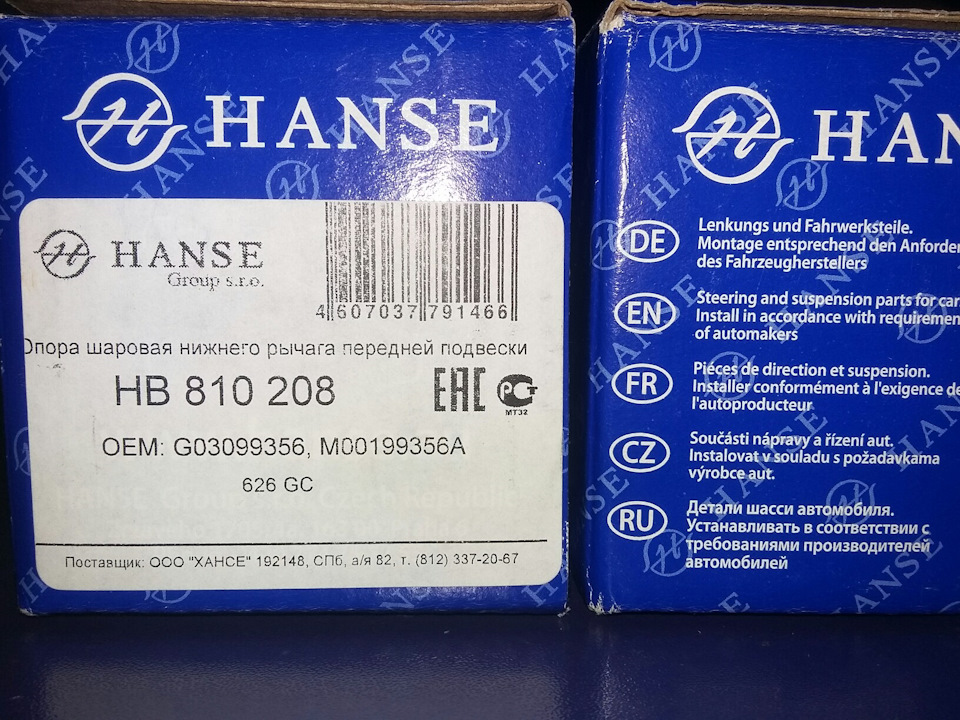 HANSE
HANSE
Group s.r.o.
4 607037 791466
Опора шаровая нижнего рычага передней подвески
HB 810 208
EAC
РСТ
МТ32
OEM: G03099356, M00199356A
626 GC
Поставщик: ООО "ХАНСЕ" 192148, СПб, а/я 82, т. (812) 337-20-67
HAN
DE
Lenkungs und Fahrwerksteile.
Montage entsprechend den Anforder
des Fahrzeugherstellers
EN
Steering and suspension parts for car
Install in accordance with requiremen
of automakers
FR
Piéces de direction et suspension.
Installer conformément à l'exigence de
l'autoproducteur
CZ
Součásti nápravy a řízení aut.
Instalovat v souladu s požadavkama
výrobce aut.
RU
Детали шасси автомобиля.
Устанавливать в соответствии с
требованиями производителей
автомобилей